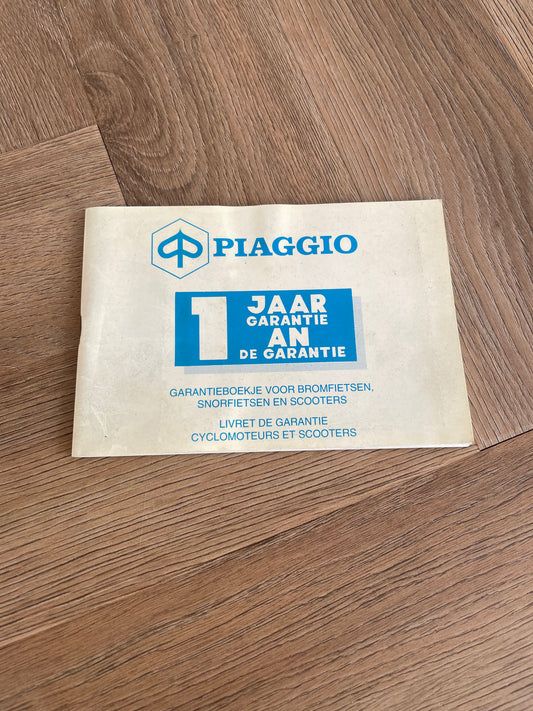 PIAGGIO
1 JAAR
GARANTIE
AN
DE GARANTIE
GARANTIEBOEKJE VOOR BROMFIETSEN,
SNORFIETSEN EN SCOOTERS
LIVRET DE GARANTIE
CYCLOMOTEURS ET SCOOTERS